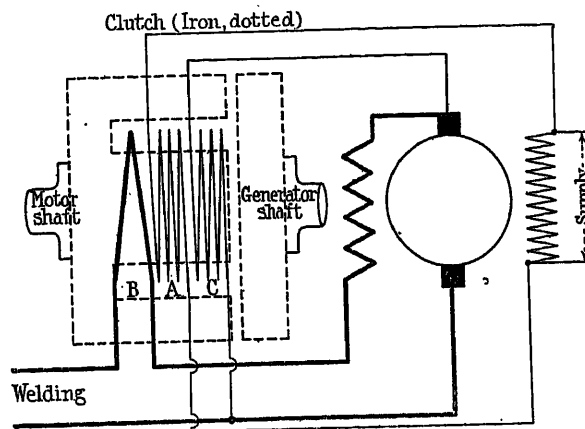 Clutch (Iron, dotted)
Motor
shaft
Generator
shaft
B
A
C
Supply
Welding